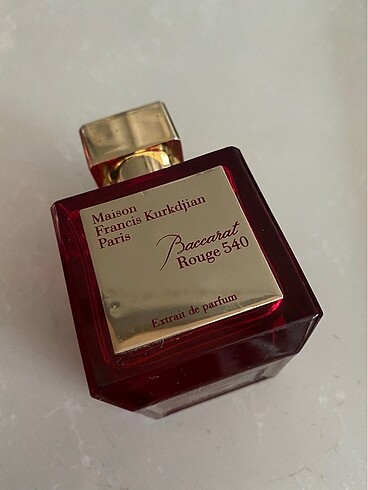 Maison
Francis Kurkdjian
Paris
Baccarat
Rouge 540
Extrait de parfum